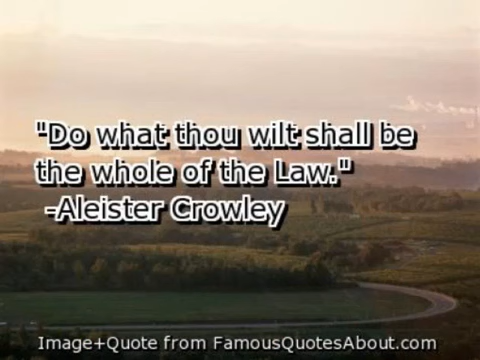 "Do what thou wilt shall be
the whole of the Law."
-Aleister Crowley
Image+Quote from FamousQuotesAbout.com